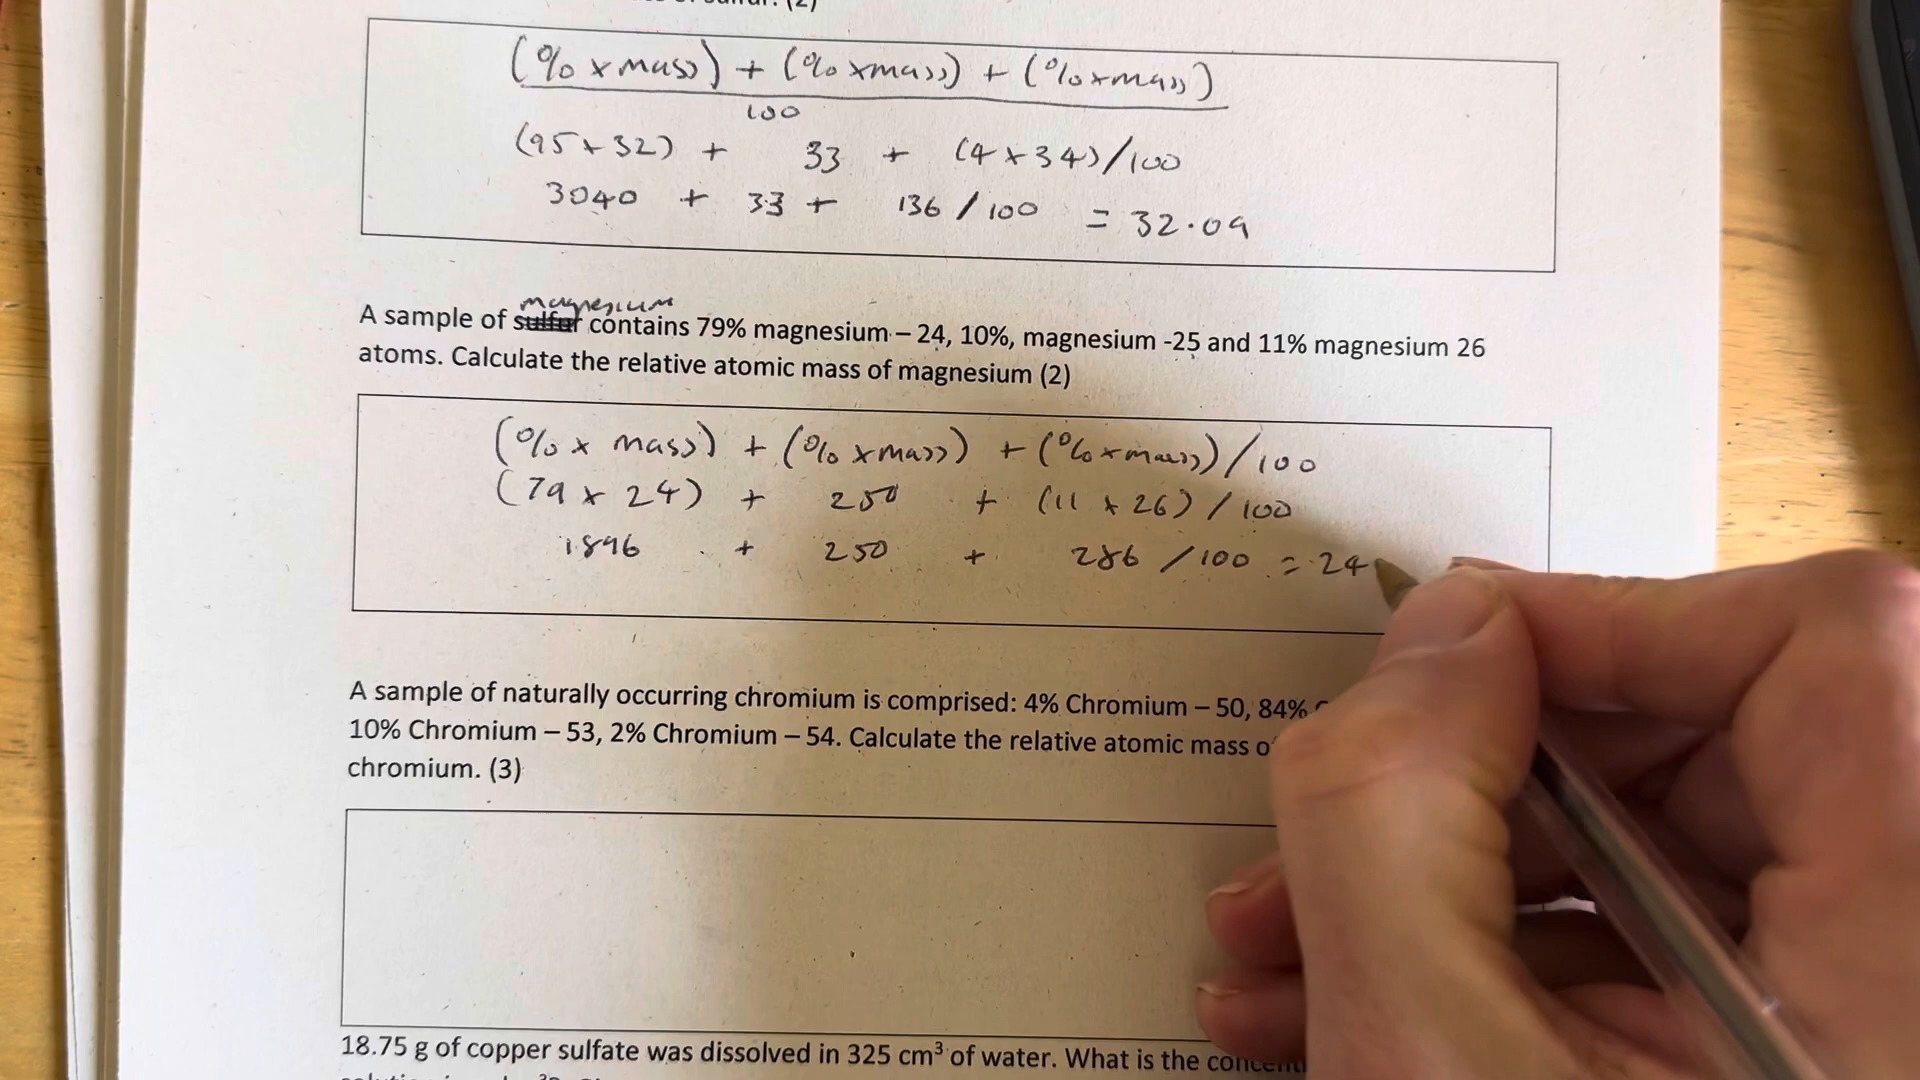 (2)
(% x mass) + (% x mass) + (% x mass)
100
(95 x 32) + 33 + (4 x 34)/100
3040 + 33 + 136 / 100 = 32.09
magnesium
A sample of sulfur contains 79% magnesium – 24, 10%, magnesium -25 and 11% magnesium 26
atoms. Calculate the relative atomic mass of magnesium (2)
(% x mass) + (% x mass) + (% x mass)/100
(79 x 24) + 250 + (11 x 26) / 100
1896 + 250 + 286 / 100 = 24
A sample of naturally occurring chromium is comprised: 4% Chromium – 50, 84%
10% Chromium – 53, 2% Chromium – 54. Calculate the relative atomic mass
chromium. (3)
18.75 g of copper sulfate was dissolved in 325 cm³ of water. What is the